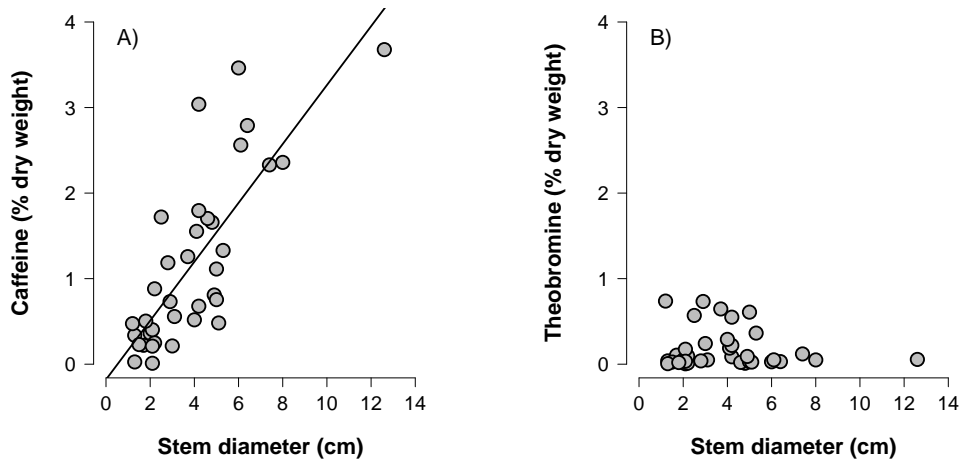 A)
Caffeine (% dry weight)
4
3
2
1
0
0 2 4 6 8 10 12 14
Stem diameter (cm)
B)
Theobromine (% dry weight)
4
3
2
1
0
0 2 4 6 8 10 12 14
Stem diameter (cm)